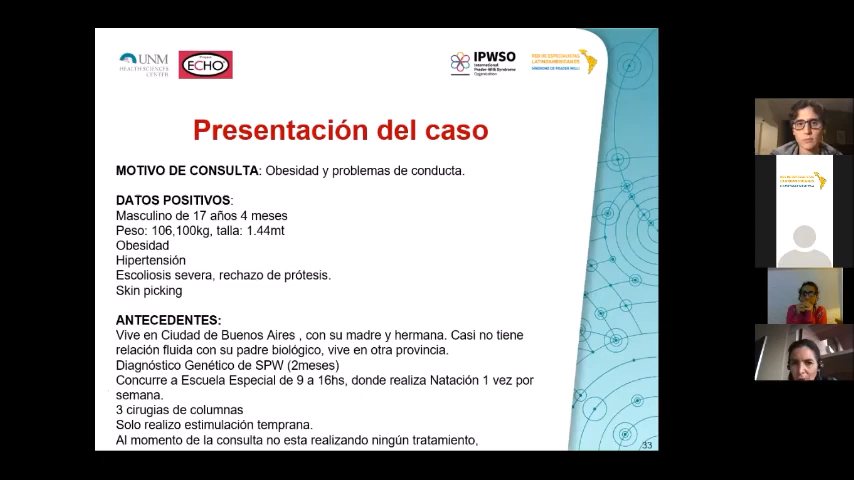 UNM
HEALTH SCIENCES
CENTER
Project
ECHO
IPWSO
International
Prader-Willi Syndrome
Organisation
RED DE ESPECIALISTAS
LATINOAMERICANA DE
SINDROME DE PRADER WILLI
Presentación del caso
MOTIVO DE CONSULTA: Obesidad y problemas de conducta.
DATOS POSITIVOS:
Masculino de 17 años 4 meses
Peso: 106,100kg, talla: 1.44mt
Obesidad
Hipertensión
Escoliosis severa, rechazo de prótesis.
Skin picking
ANTECEDENTES:
Vive en Ciudad de Buenos Aires , con su madre y hermana. Casi no tiene
relación fluida con su padre biológico, vive en otra provincia.
Diagnóstico Genético de SPW (2meses)
Concurre a Escuela Especial de 9 a 16hs, donde realiza Natación 1 vez por
semana.
3 cirugias de columnas
Solo realizo estimulación temprana.
Al momento de la consulta no esta realizando ningún tratamiento,
33